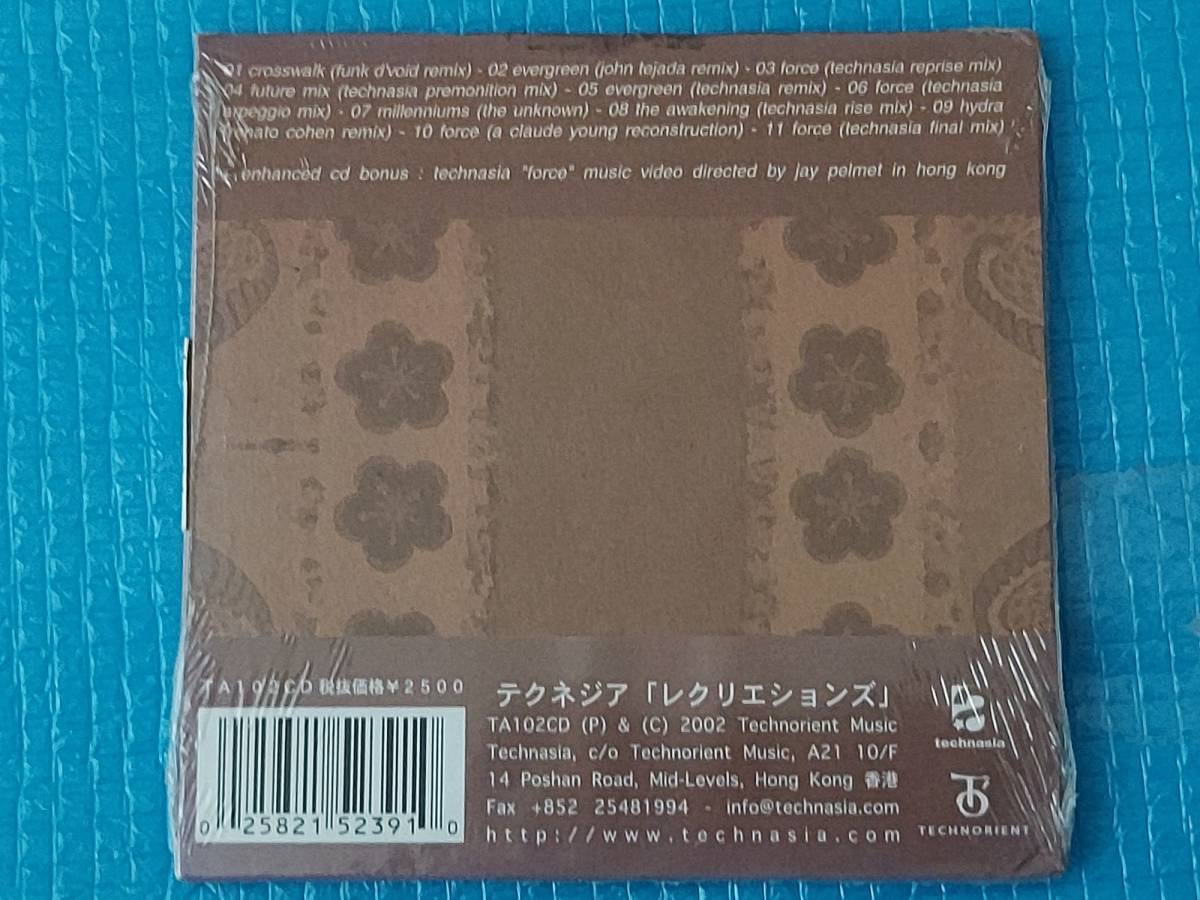 01 crosswalk (funk d'void remix) - 02 evergreen (john tejada remix) - 03 force (technasia reprise mix)
04 future mix (technasia premonition mix) - 05 evergreen (technasia remix) - 06 force (technasia
arpeggio mix) - 07 millenniums (the unknown) - 08 the awakening (technasia rise mix) - 09 hydra
cohen remix) - 10 force (a claude young reconstruction) - 11 force (technasia final mix)
enhanced cd bonus : technasia "force" music video directed by jay pelmet in hong kong
TA102CD 税抜価格¥2500
0 25821 52391 0
テクネジア「レクリエションズ」
TA102CD (P) & (C) 2002 Technorient Music
Technasia, c/o Technorient Music, A21 10/F
14 Poshan Road, Mid-Levels, Hong Kong 香港
Fax +852 25481994 - info@technasia.com
http://www.technasia.com
technasia
TECHNORIENT